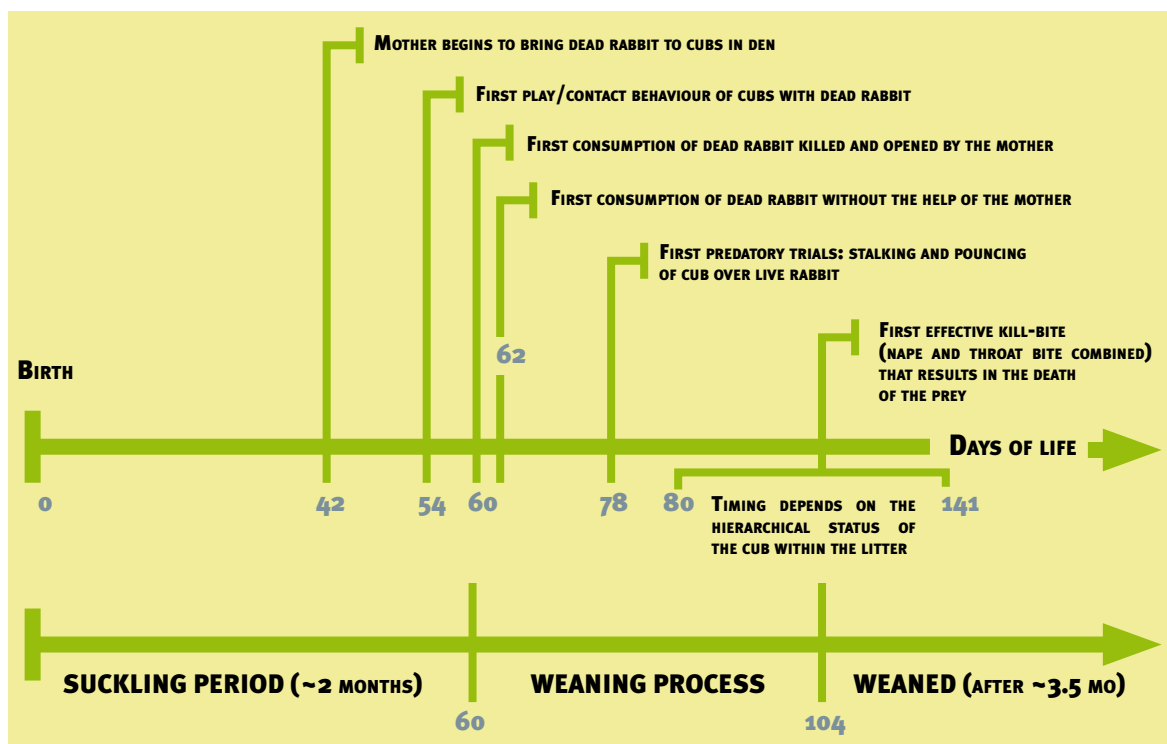 Mother begins to bring dead rabbit to cubs in den
First play/contact behaviour of cubs with dead rabbit
First consumption of dead rabbit killed and opened by the mother
First consumption of dead rabbit without the help of the mother
First predatory trials: stalking and pouncing
of cub over live rabbit
First effective kill-bite
(nape and throat bite combined)
that results in the death
of the prey
62
Birth
Days of life
0
42
54
60
78
80
141
Timing depends on the
hierarchical status of
the cub within the litter
SUCKLING PERIOD (~2 months)
WEANING PROCESS
WEANED (after ~3.5 mo)
60
104